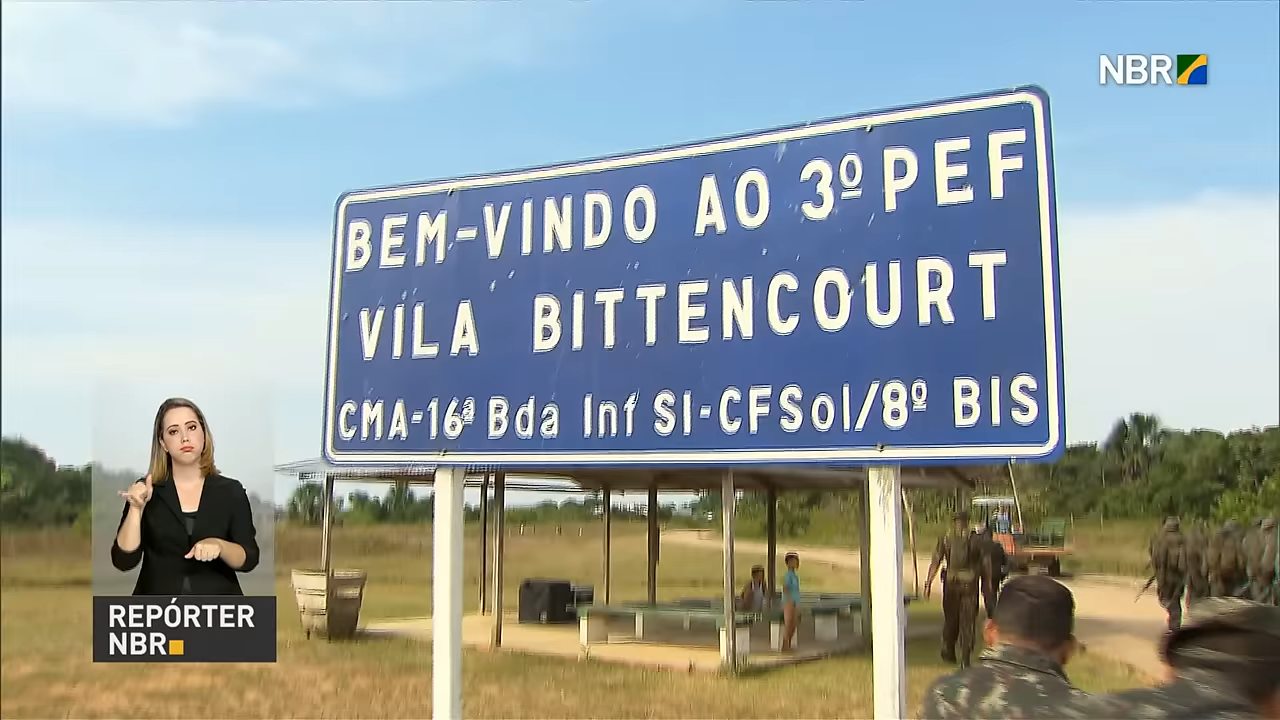 NBR
BEM-VINDO AO 3º PEF
VILA BITTENCOURT
CMA-16ª Bda Inf Sl-CFSol/8º BIS
REPÓRTER
NBR